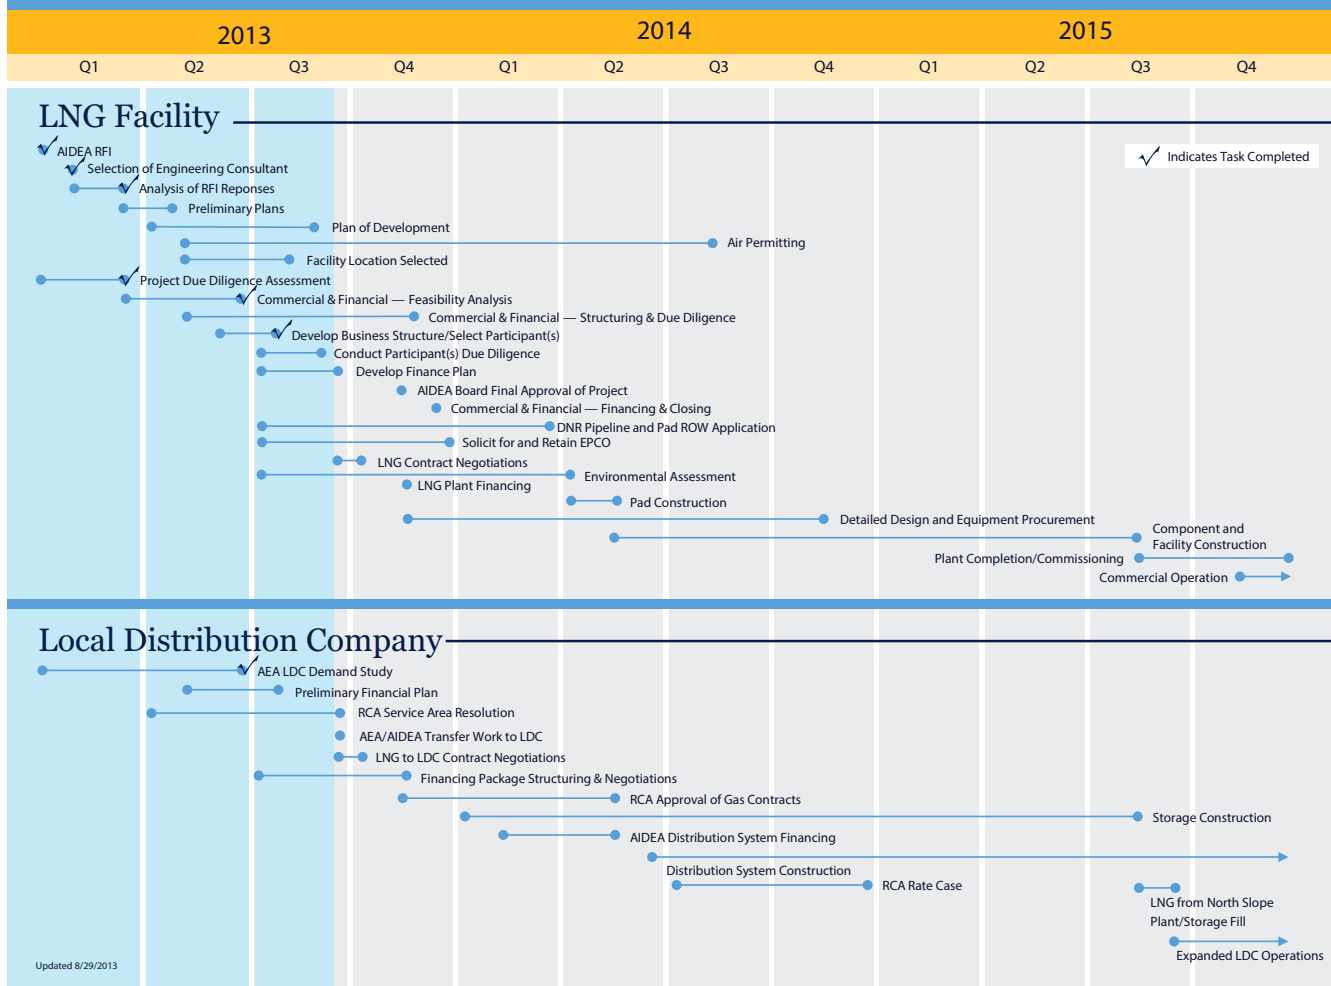 2013 2014 2015
Q1 Q2 Q3 Q4 Q1 Q2 Q3 Q4 Q1 Q2 Q3 Q4
LNG Facility
AIDEA RFI
Indicates Task Completed
Selection of Engineering Consultant
Analysis of RFI Reponses
Preliminary Plans
Plan of Development
Air Permitting
Facility Location Selected
Project Due Diligence Assessment
Commercial & Financial — Feasibility Analysis
Commercial & Financial — Structuring & Due Diligence
Develop Business Structure/Select Participant(s)
Conduct Participant(s) Due Diligence
Develop Finance Plan
AIDEA Board Final Approval of Project
Commercial & Financial — Financing & Closing
DNR Pipeline and Pad ROW Application
Solicit for and Retain EPCO
LNG Contract Negotiations
Environmental Assessment
LNG Plant Financing
Pad Construction
Detailed Design and Equipment Procurement
Component and
Facility Construction
Plant Completion/Commissioning
Commercial Operation
Local Distribution Company
AEA LDC Demand Study
Preliminary Financial Plan
RCA Service Area Resolution
AEA/AIDEA Transfer Work to LDC
LNG to LDC Contract Negotiations
Financing Package Structuring & Negotiations
RCA Approval of Gas Contracts
Storage Construction
AIDEA Distribution System Financing
Distribution System Construction
RCA Rate Case
LNG from North Slope
Plant/Storage Fill
Expanded LDC Operations
Updated 8/29/2013